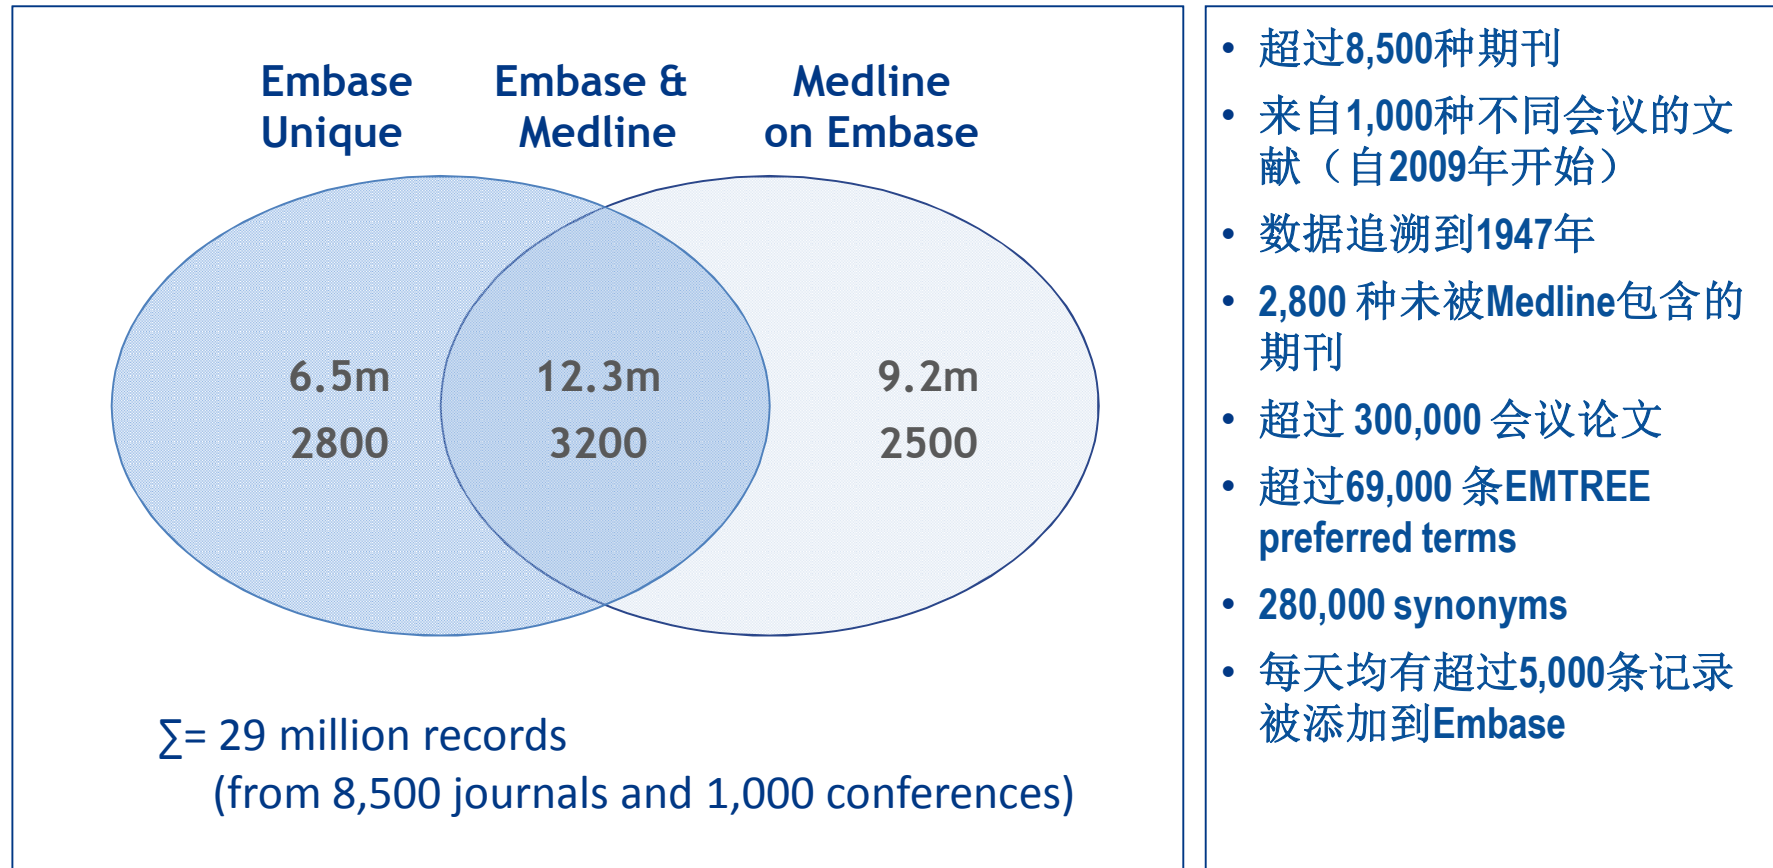 Embase
Unique
Embase &
Medline
Medline
on Embase
6.5m
2800
12.3m
3200
9.2m
2500
∑= 29 million records
(from 8,500 journals and 1,000 conferences)
• 超过8,500种期刊
• 来自1,000种不同会议的文
献（自2009年开始）
• 数据追溯到1947年
• 2,800 种未被Medline包含的
期刊
• 超过 300,000 会议论文
• 超过69,000 条EMTREE
preferred terms
• 280,000 synonyms
• 每天均有超过5,000条记录
被添加到Embase